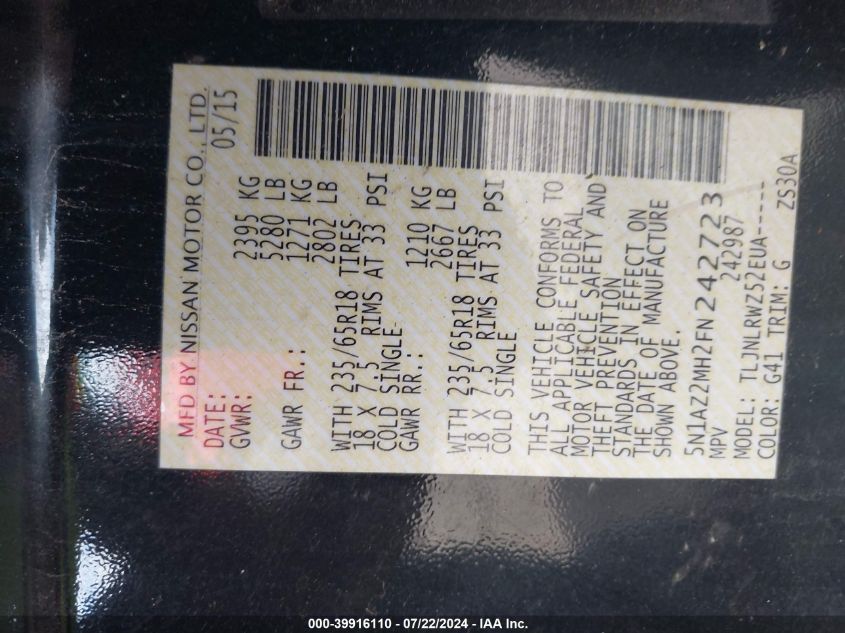 MFD BY NISSAN MOTOR CO., LTD.
DATE: 05/15
GVWR: 2395 KG
5280 LB
GAWR FR.: 1271 KG
2802 LB
WITH 235/65R18 TIRES
18 X 7.5 RIMS AT 33 PSI
COLD SINGLE
GAWR RR.: 1210 KG
2667 LB
WITH 235/65R18 TIRES
18 X 7.5 RIMS AT 33 PSI
COLD SINGLE
THIS VEHICLE CONFORMS TO
ALL APPLICABLE FEDERAL
MOTOR VEHICLE SAFETY AND
THEFT PREVENTION
STANDARDS IN EFFECT ON
THE DATE OF MANUFACTURE
SHOWN ABOVE.
5N1AZ2MH2FN242723
MPV 242987
MODEL: TLJNLRWZ52EUA-----
COLOR: G41 TRIM: G ZS30A
000-39916110 - 07/22/2024 - IAA Inc.